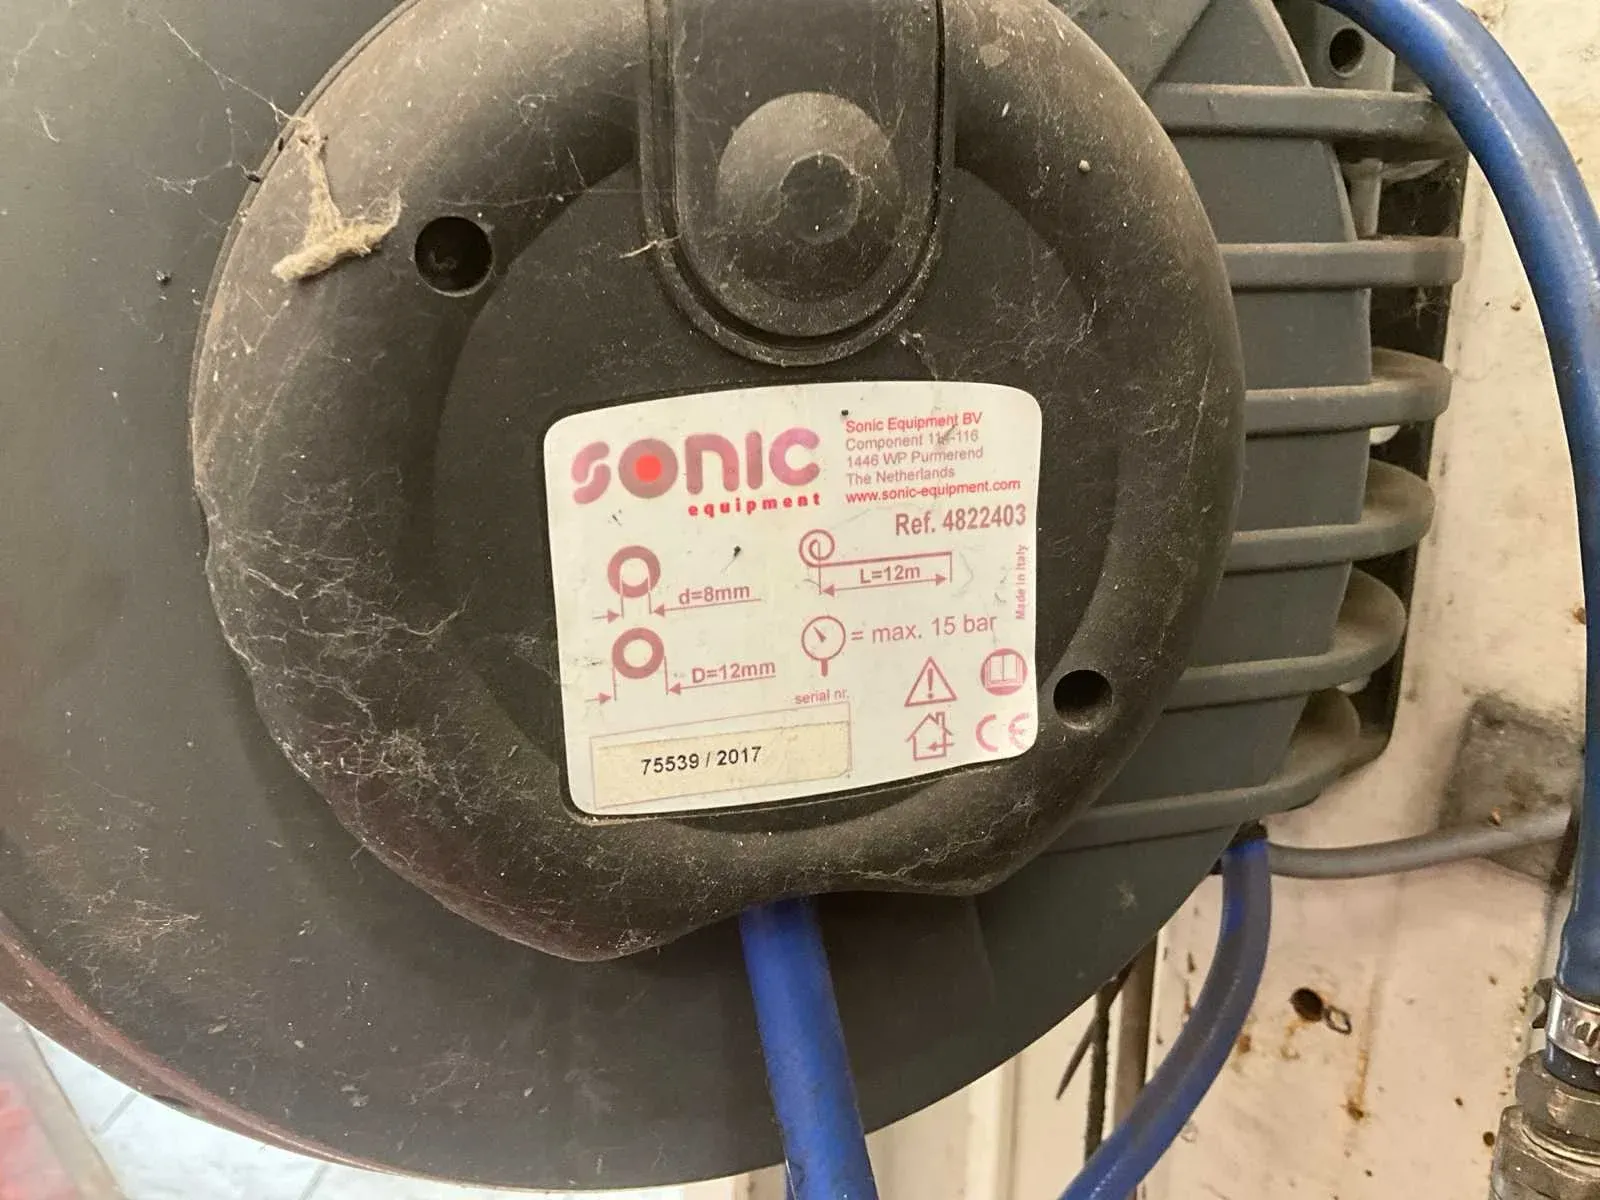 sonic
equipment
Sonic Equipment BV
Component 114-116
1446 WP Purmerend
The Netherlands
www.sonic-equipment.com
Ref. 4822403
d=8mm
L=12m
D=12mm
= max. 15 bar
Made in Italy
serial nr.
75539 / 2017
CE